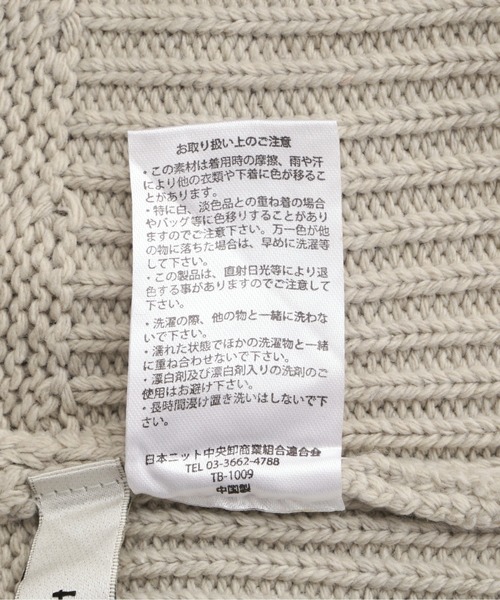 お取り扱い上のご注意
・この素材は着用時の摩擦、雨や汗
により他の衣類や下着に色が移るこ
とがあります。
・特に白、淡色品との重ね着の場合
やバッグ等に色移りすることがあり
ますのでご注意下さい。万一色が他
の物に落ちた場合は、早めに洗濯等
して下さい。
・この製品は、直射日光等により退
色する事がありますのでご注意して
下さい。
・洗濯の際、他の物と一緒に洗わな
いで下さい。
・濡れた状態でほかの洗濯物と一緒
に重ね合わせないで下さい。
・漂白剤及び漂白剤入りの洗剤のご
使用はお避け下さい。
・長時間浸け置き洗いはしないで下
さい。
日本ニット中央卸商業組合連合会
TEL 03-3662-4788
TB-1009
中国製
t